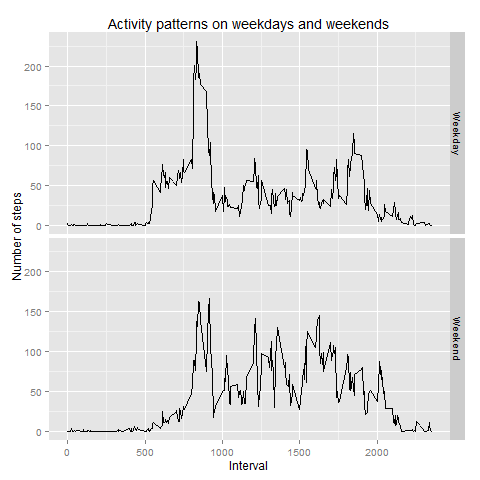 Activity patterns on weekdays and weekends
Number of steps
200
150
100
50
0
Weekday
200
150
100
50
0
Weekend
0 500 1000 1500 2000
Interval